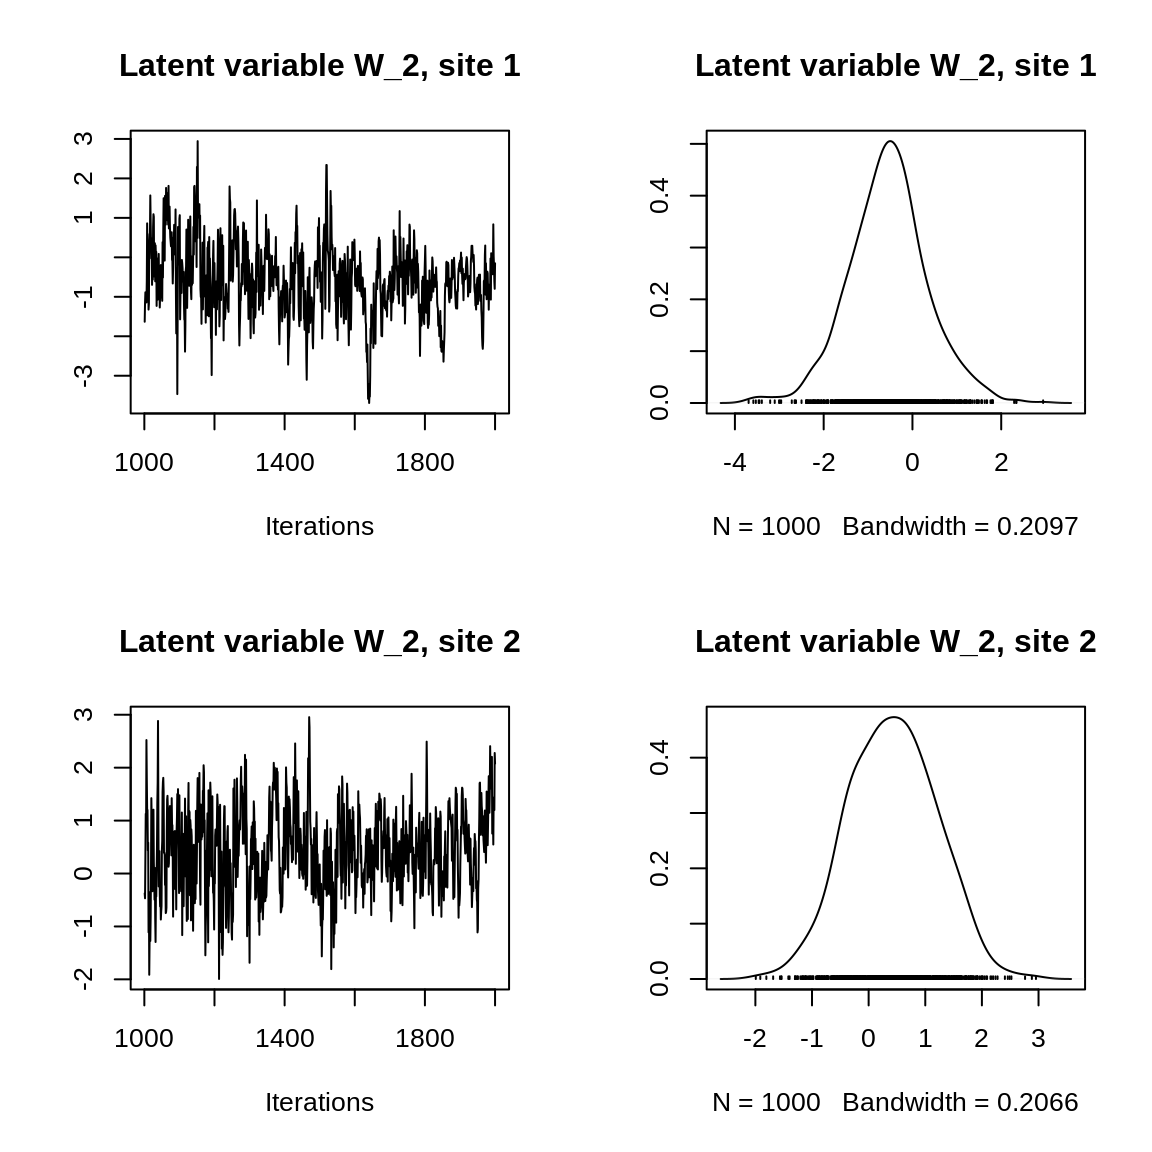 Latent variable W_2, site 1
3
2
1
-1
-3
1000 1400 1800
Iterations
Latent variable W_2, site 1
0.4
0.2
0.0
-4 -2 0 2
N = 1000 Bandwidth = 0.2097
Latent variable W_2, site 2
3
2
1
0
-1
-2
1000 1400 1800
Iterations
Latent variable W_2, site 2
0.4
0.2
0.0
-2 -1 0 1 2 3
N = 1000 Bandwidth = 0.2066